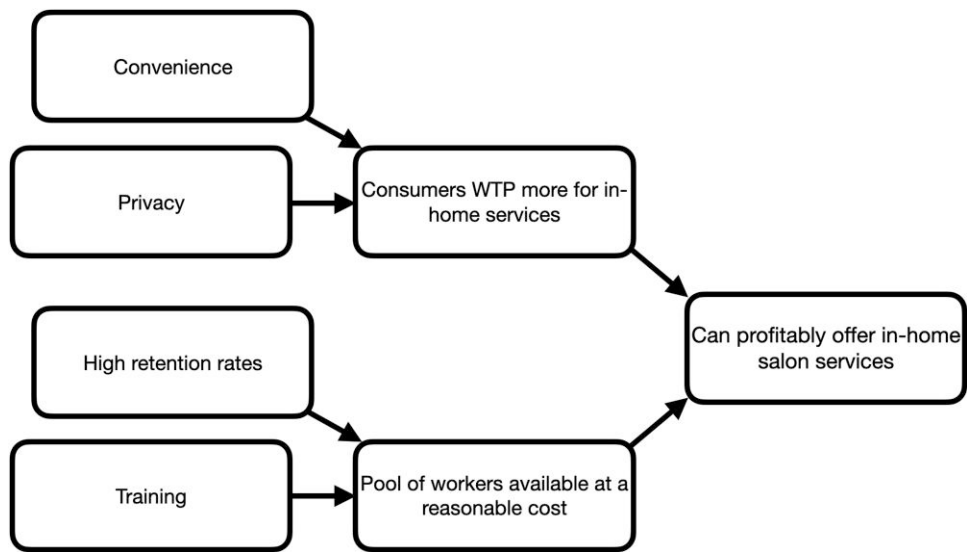 Convenience
Privacy
Consumers WTP more for in-
home services
High retention rates
Training
Pool of workers available at a
reasonable cost
Can profitably offer in-home
salon services